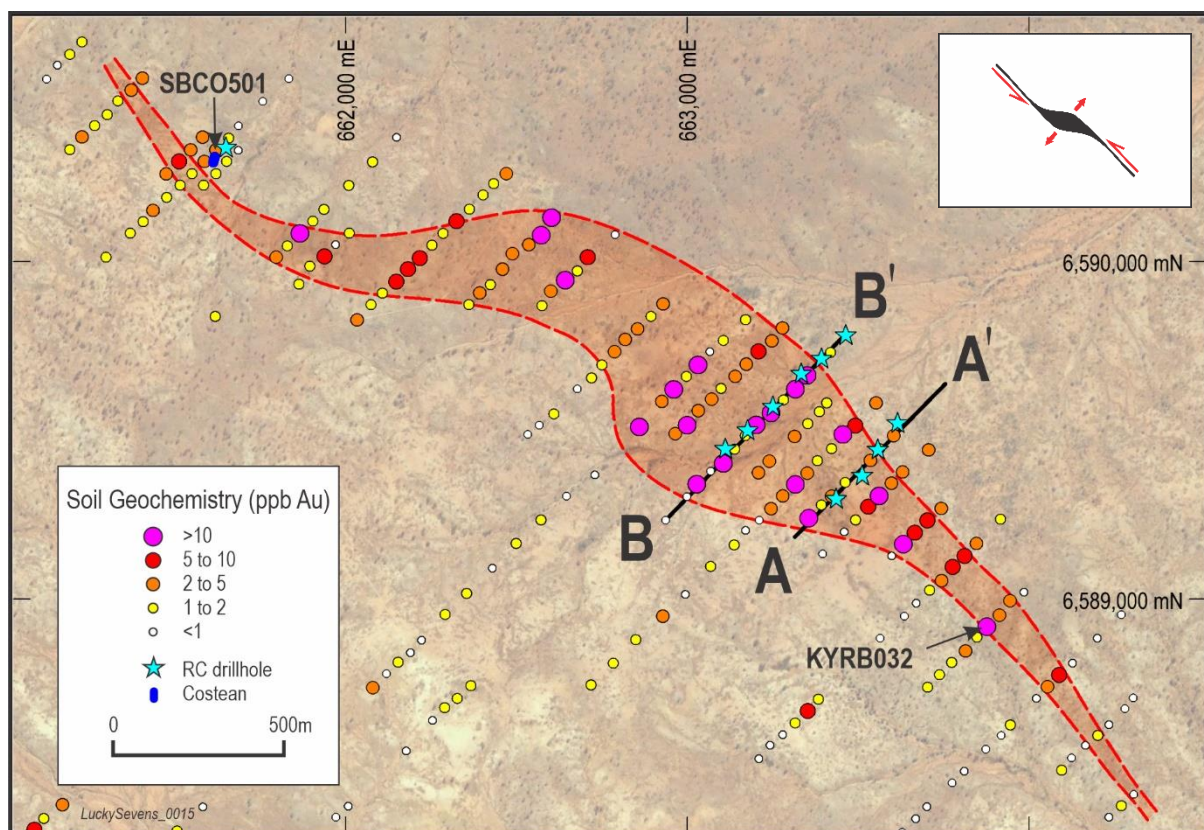 SBCO501
662,000 mE
663,000 mE
6,590,000 mN
B'
A'
B
A
6,589,000 mN
KYRB032
Soil Geochemistry (ppb Au)
>10
5 to 10
2 to 5
1 to 2
<1
RC drillhole
Costean
0 500m
LuckySevens_0015